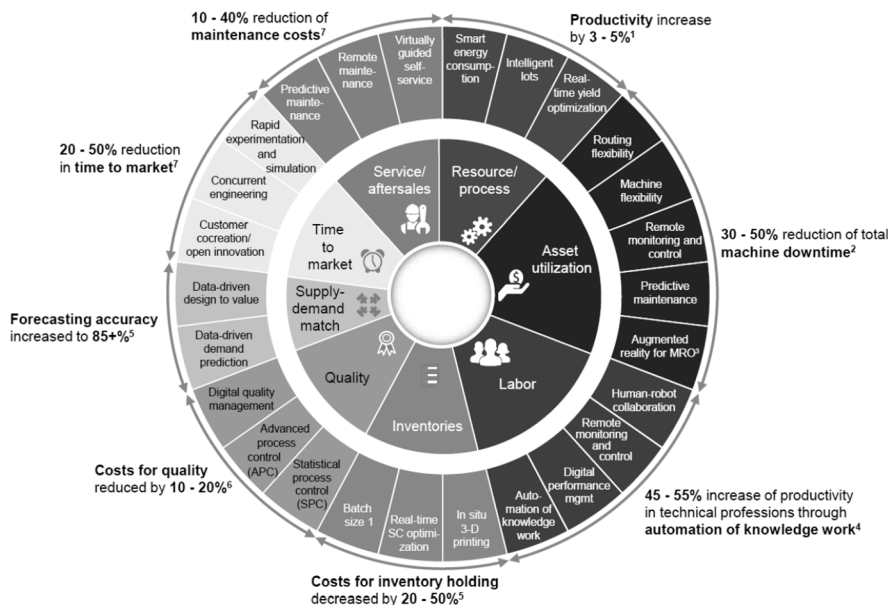 10 - 40% reduction of
maintenance costs7
Productivity increase
by 3 - 5%1
20 - 50% reduction
in time to market7
30 - 50% reduction of total
machine downtime2
Forecasting accuracy
increased to 85+%5
Costs for quality
reduced by 10 - 20%6
45 - 55% increase of productivity
in technical professions through
automation of knowledge work4
Costs for inventory holding
decreased by 20 - 50%5
Smart
energy
consump-
tion
Intelligent
lots
Real-
time yield
optimization
Routing
flexibility
Machine
flexibility
Remote
monitoring and
control
Predictive
maintenance
Augmented
reality for MRO3
Human-robot
collaboration
Remote
monitoring and
control
Digital
performance
mgmt
Auto-
mation of
knowledge
work
In situ
3-D
printing
Real-time
SC optimi-
zation
Batch
size 1
Statistical
process
control
(SPC)
Advanced
process
control
(APC)
Digital quality
management
Data-driven
demand
prediction
Data-driven
design to value
Customer
cocreation/
open innovation
Concurrent
engineering
Rapid
experimentation
and
simulation
Predictive
mainte-
nance
Remote
mainte-
nance
Virtually
guided
self-
service
Service/
aftersales
Resource/
process
Asset
utilization
Labor
Inventories
Quality
Supply-
demand
match
Time
to
market
$